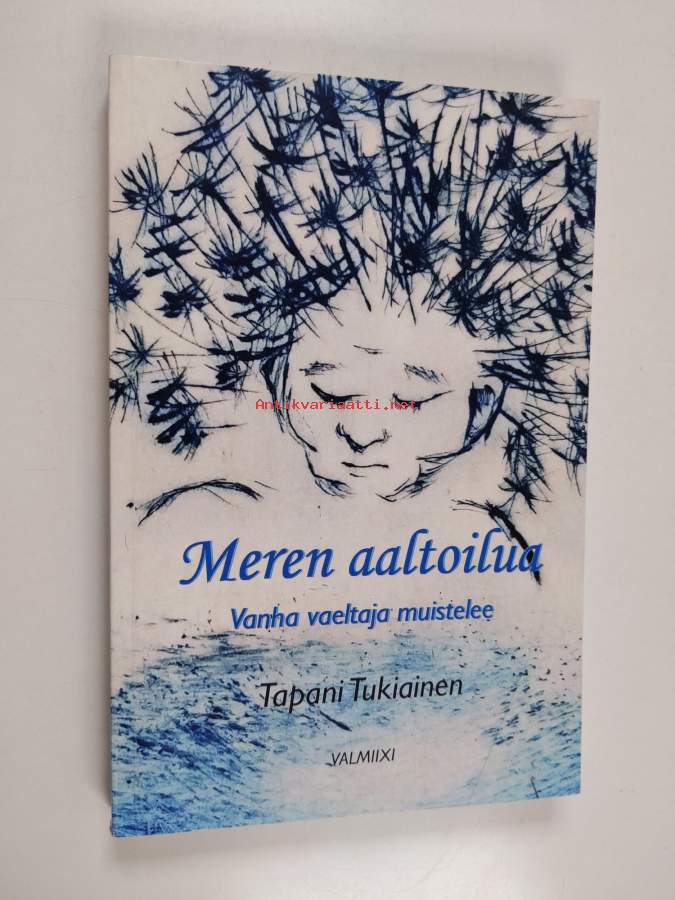 Antikvariaatti.net
Meren aaltoilua
Vanha vaeltaja muistelee
Tapani Tukiainen
VALMIIXI